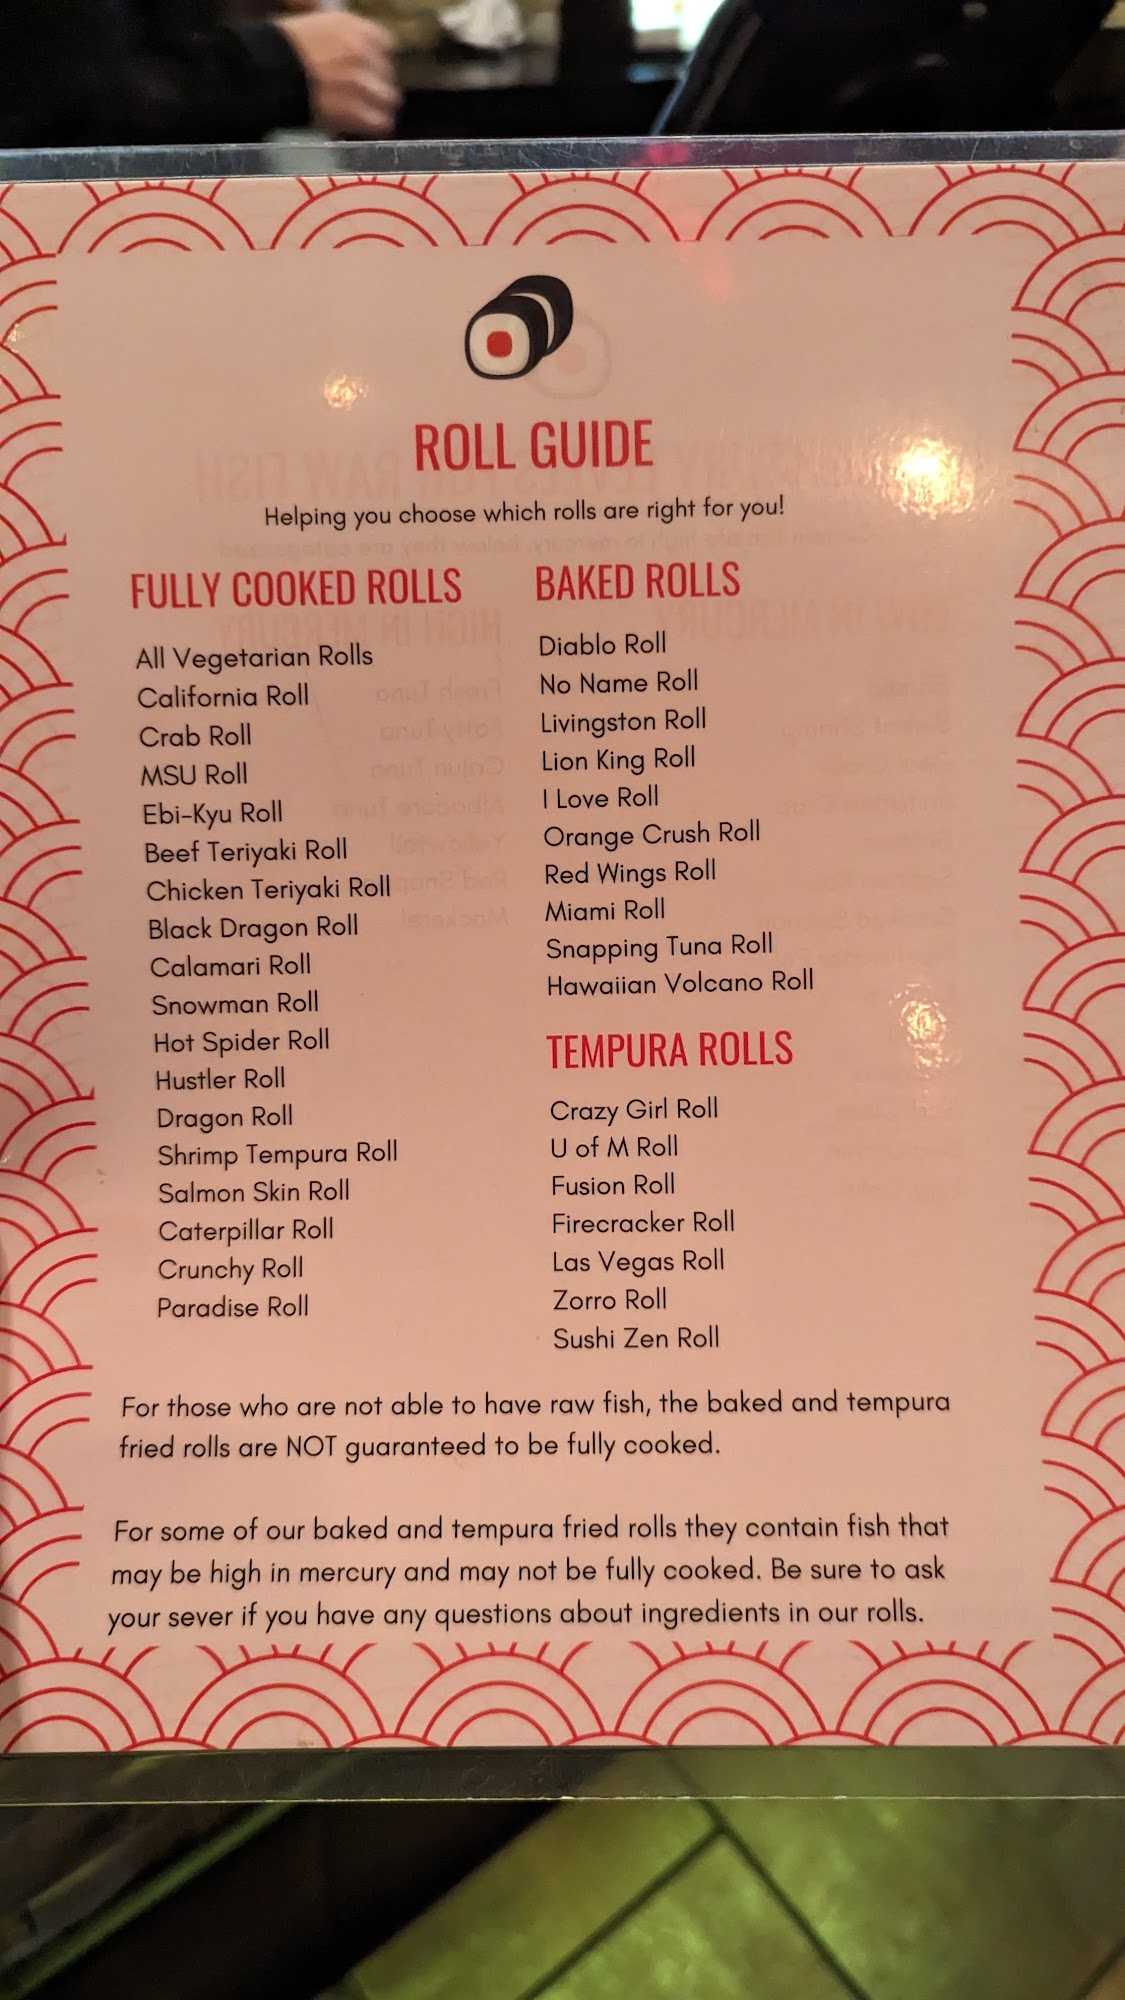 ROLL GUIDE
Helping you choose which rolls are right for you!
FULLY COOKED ROLLS
All Vegetarian Rolls
California Roll
Crab Roll
MSU Roll
Ebi-Kyu Roll
Beef Teriyaki Roll
Chicken Teriyaki Roll
Black Dragon Roll
Calamari Roll
Snowman Roll
Hot Spider Roll
Hustler Roll
Dragon Roll
Shrimp Tempura Roll
Salmon Skin Roll
Caterpillar Roll
Crunchy Roll
Paradise Roll
BAKED ROLLS
Diablo Roll
No Name Roll
Livingston Roll
Lion King Roll
I Love Roll
Orange Crush Roll
Red Wings Roll
Miami Roll
Snapping Tuna Roll
Hawaiian Volcano Roll
TEMPURA ROLLS
Crazy Girl Roll
U of M Roll
Fusion Roll
Firecracker Roll
Las Vegas Roll
Zorro Roll
Sushi Zen Roll
For those who are not able to have raw fish, the baked and tempura
fried rolls are NOT guaranteed to be fully cooked.
For some of our baked and tempura fried rolls they contain fish that
may be high in mercury and may not be fully cooked. Be sure to ask
your sever if you have any questions about ingredients in our rolls.